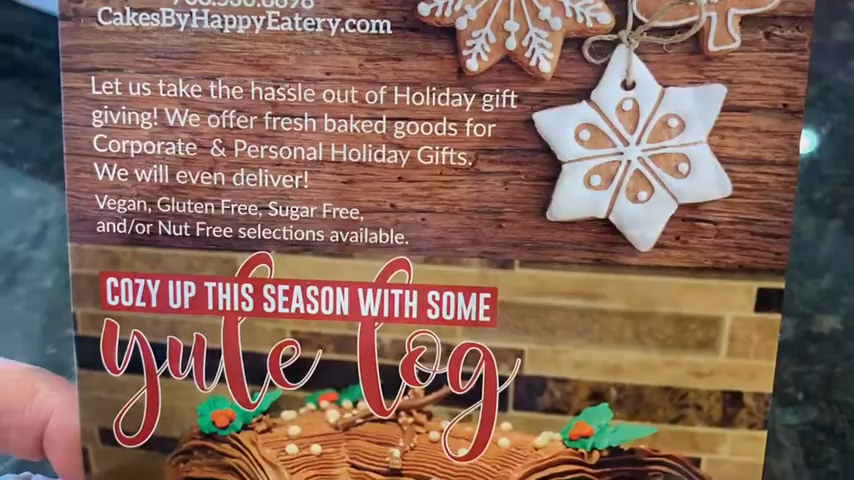 CakesByHappyEatery.com
Let us take the hassle out of Holiday gift
giving! We offer fresh baked goods for
Corporate & Personal Holiday Gifts.
We will even deliver!
Vegan, Gluten Free, Sugar Free,
and/or Nut Free selections available.
COZY UP THIS SEASON WITH SOME
yule log